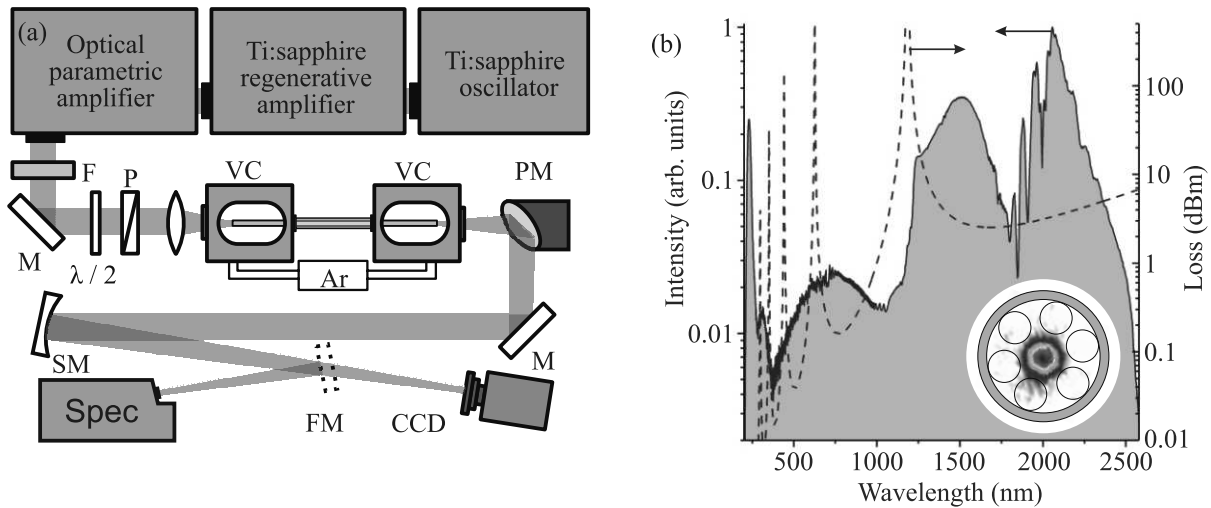 (a)
Optical
parametric
amplifier
Ti:sapphire
regenerative
amplifier
Ti:sapphire
oscillator
F
P
VC
VC
PM
M
λ / 2
Ar
SM
M
Spec
FM
CCD
(b)
Intensity (arb. units)
1
0.1
0.01
Loss (dBm)
100
10
1
0.1
0.01
500
1000
1500
2000
2500
Wavelength (nm)